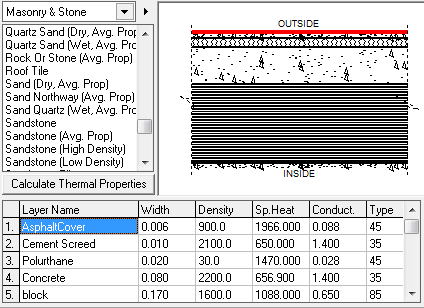 Masonry & Stone
Quartz Sand (Dry, Avg. Prop)
Quartz Sand (Wet, Avg. Prop)
Rock Or Stone (Avg. Prop)
Roof Tile
Sand (Dry, Avg. Prop)
Sand Northway (Avg. Prop)
Sand Quartz (Wet, Avg. Prop)
Sandstone
Sandstone (Avg. Prop)
Sandstone (High Density)
Sandstone (Low Density)
Calculate Thermal Properties
OUTSIDE
INSIDE
Layer Name Width Density Sp.Heat Conduct. Type
1. AsphaltCover 0.006 900.0 1966.000 0.088 45
2. Cement Screed 0.010 2100.0 650.000 1.400 35
3. Polurthane 0.020 30.0 1470.000 0.028 45
4. Concrete 0.080 2200.0 656.900 1.400 35
5. block 0.170 1600.0 1088.000 0.650 85